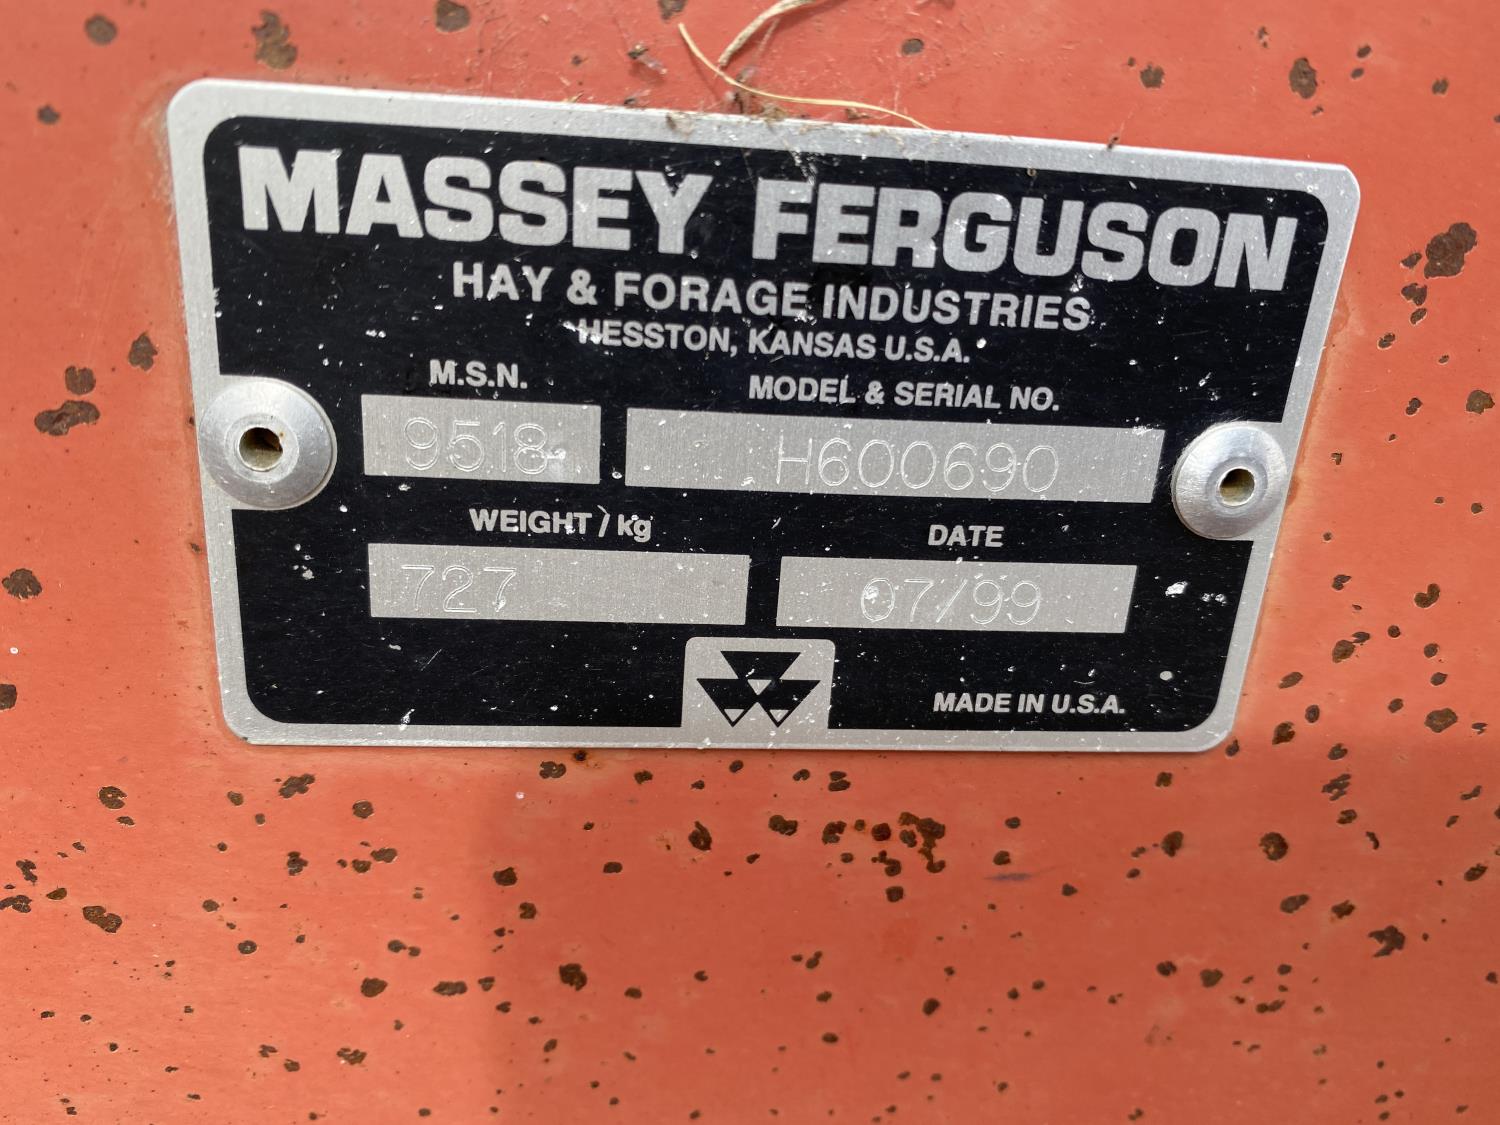 MASSEY FERGUSON
HAY & FORAGE INDUSTRIES
HESSTON, KANSAS U.S.A.
M.S.N.
MODEL & SERIAL NO.
9518
H600690
WEIGHT / kg
DATE
727
07/99
MADE IN U.S.A.